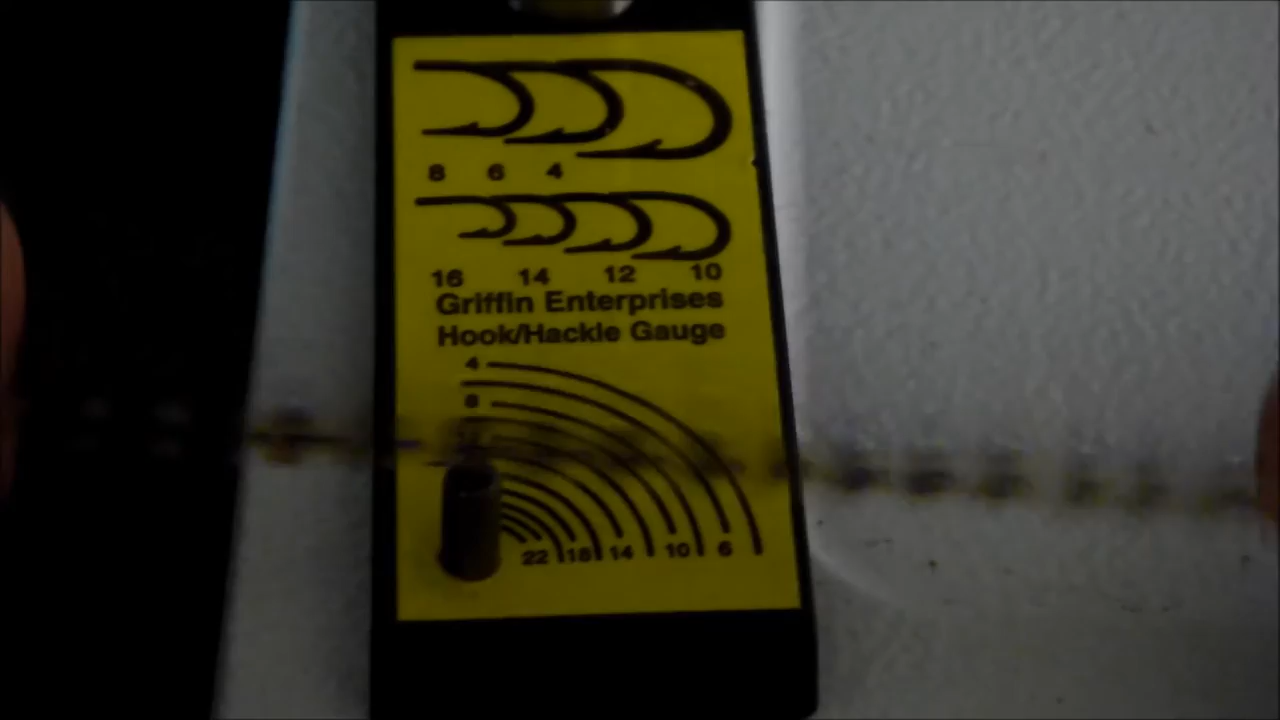 8 6 4
16 14 12 10
Griffin Enterprises
Hook/Hackle Gauge
4
8
22 18 14 10 6